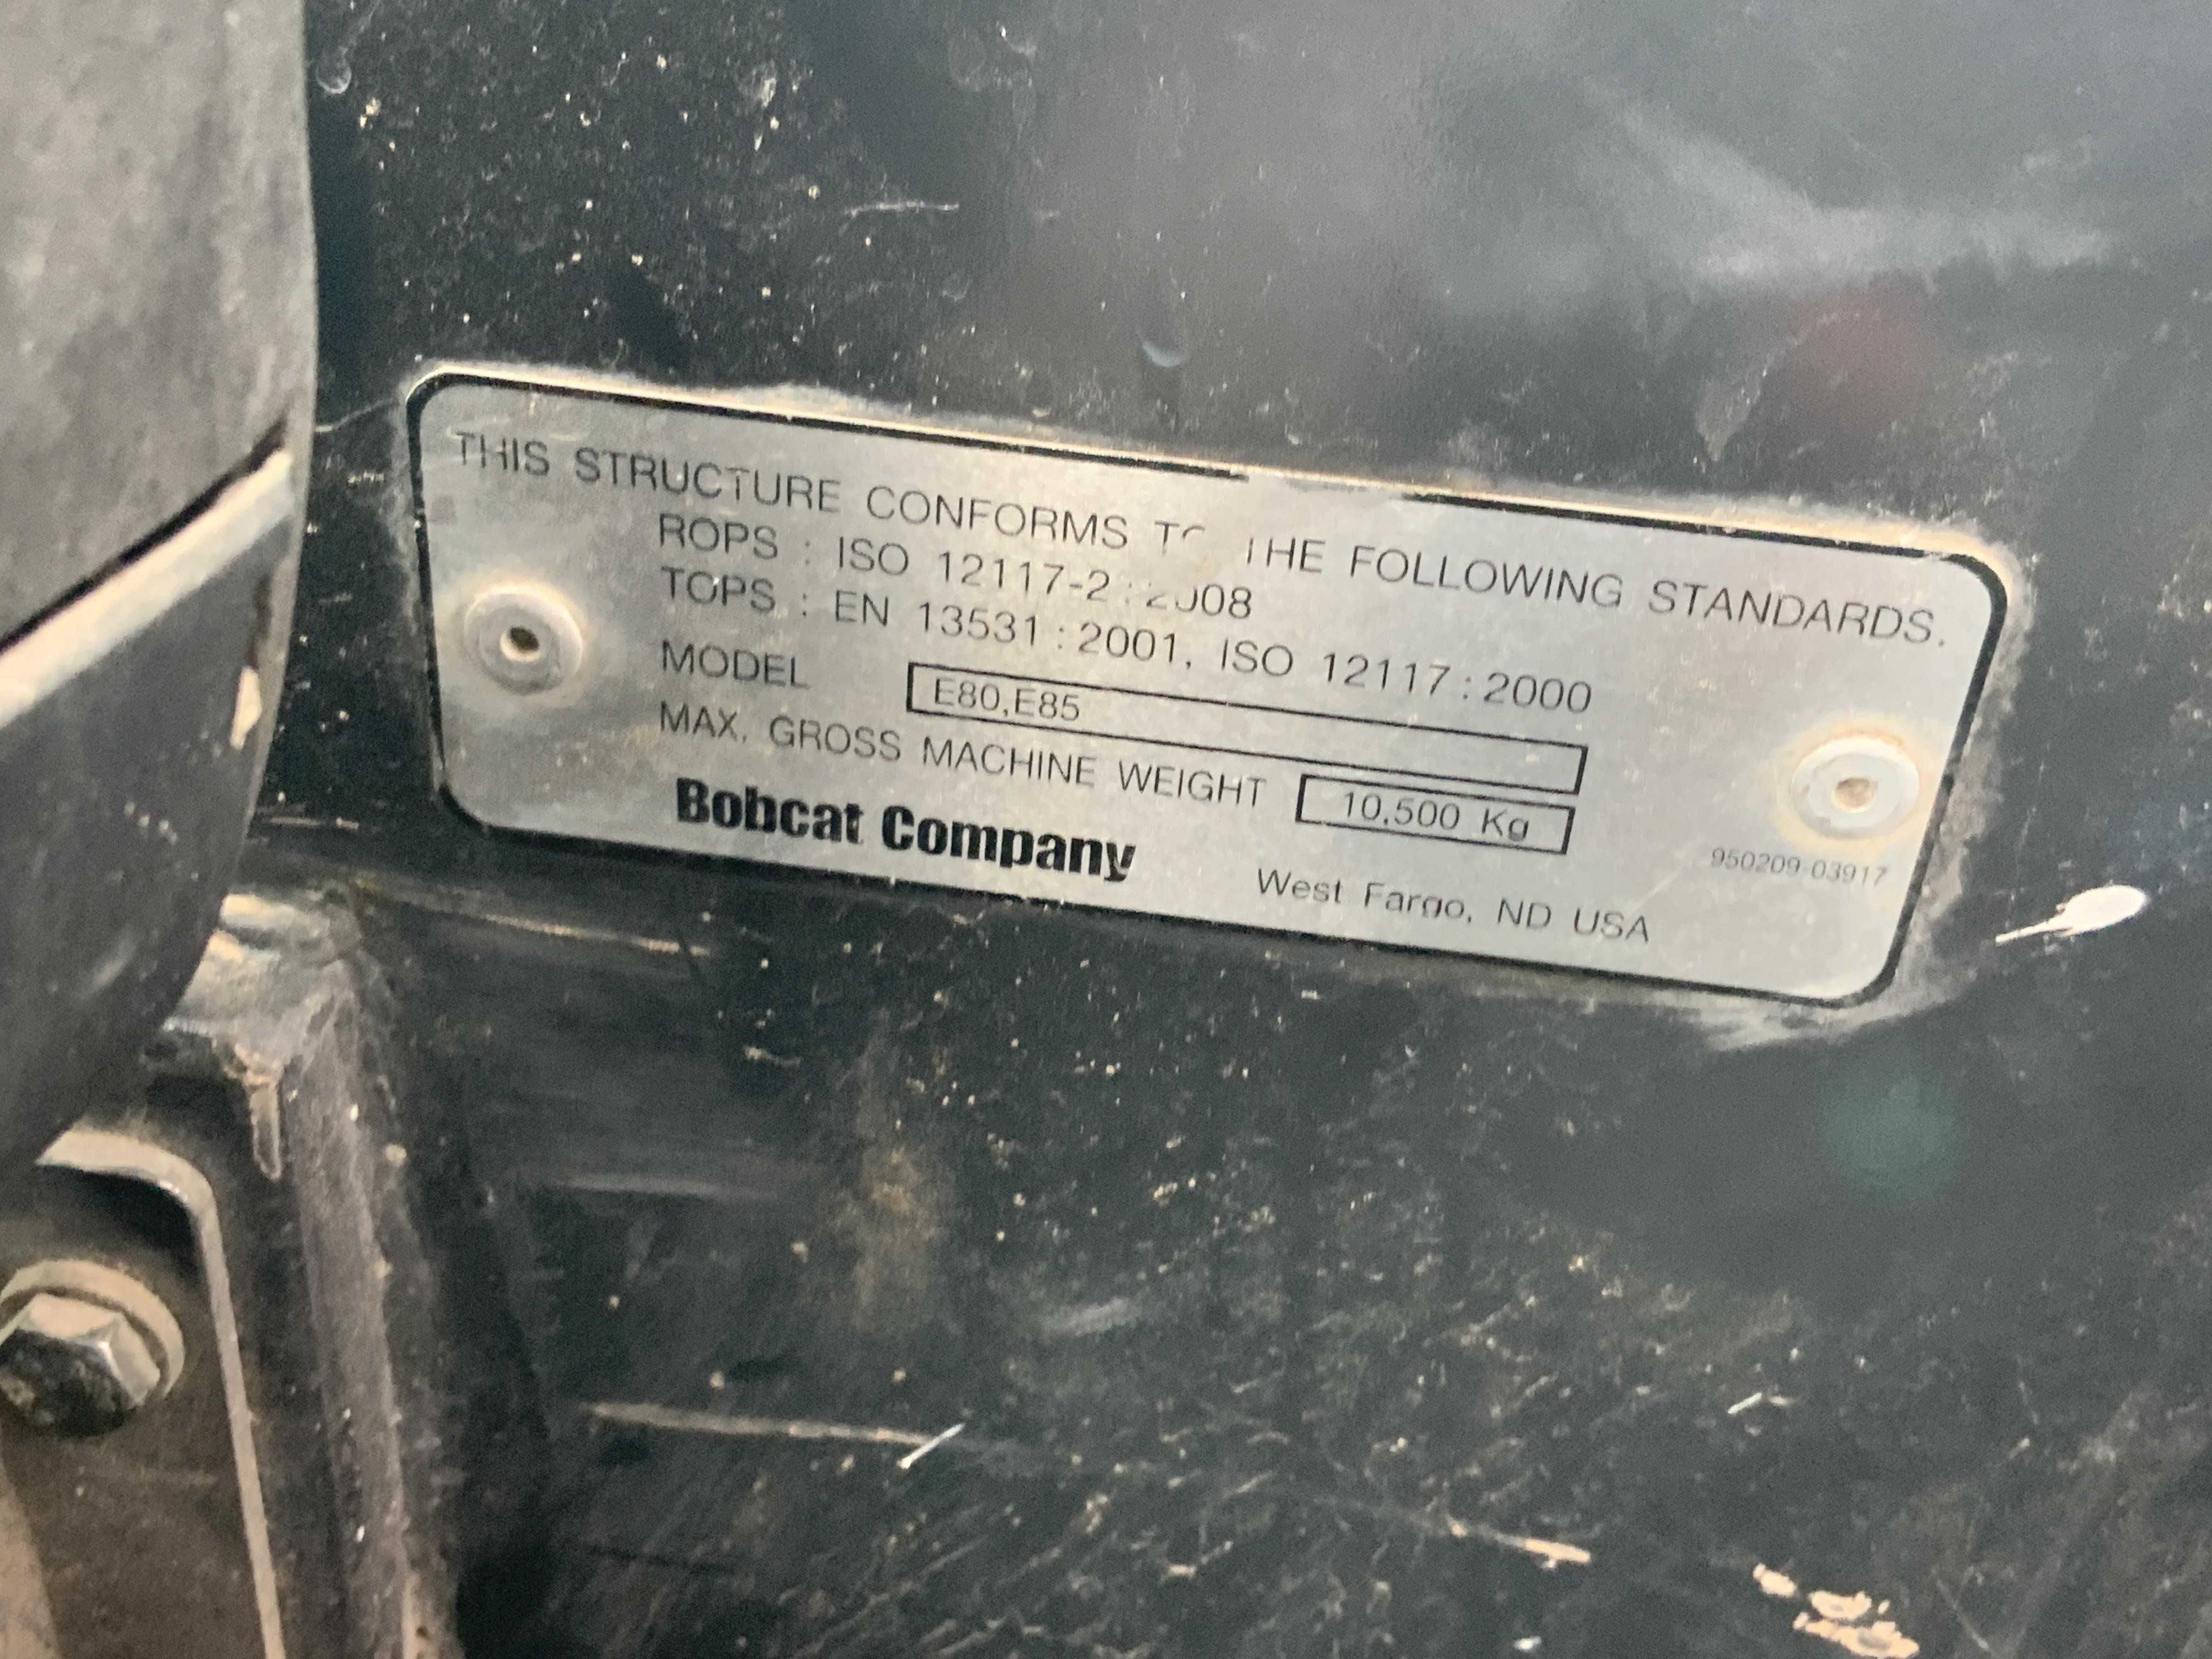 THIS STRUCTURE CONFORMS TO THE FOLLOWING STANDARDS.
ROPS : ISO 12117-2 : 2008
TOPS : EN 13531 : 2001, ISO 12117 : 2000
MODEL E80,E85
MAX. GROSS MACHINE WEIGHT 10,500 Kg
Bobcat Company West Fargo, ND USA
950209-03917